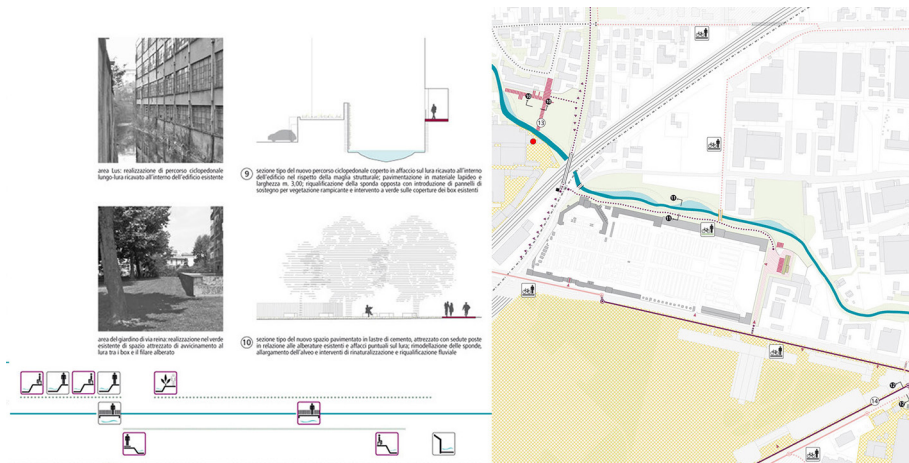 area Lus: realizzazione di percorso ciclopedonale
lungo-lura ricavato all'interno dell'edificio esistente
9
sezione tipo del nuovo percorso ciclopedonale coperto in affaccio sul lura ricavato all'interno
dell'edificio nel rispetto della maglia strutturale; pavimentazione in materiale lapideo e
larghezza m. 3,00; riqualificazione della sponda opposta con introduzione di pannelli di
sostegno per vegetazione rampicante e intervento a verde sulle coperture dei box esistenti
area del giardino di via reina: realizzazione nel verde
esistente di spazio attrezzato di avvicinamento al
lura tra i box e il filare alberato
10
sezione tipo del nuovo spazio pavimentato in lastre di cemento, attrezzato con sedute poste
in relazione alle alberature esistenti e affacci puntuali sul lura; rimodellazione delle sponde,
allargamento dell'alveo e interventi di rinaturalizzazione e riqualificazione fluviale
13
14